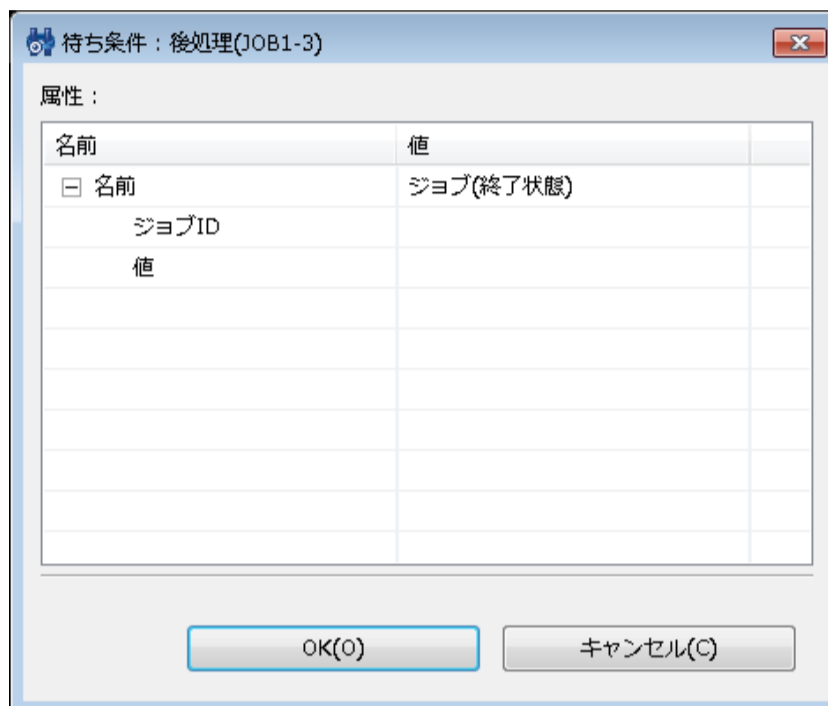 待ち条件：後処理(JOB1-3)
属性：
名前 値
名前 ジョブ(終了状態)
ジョブID
値
OK(O) キャンセル(C)